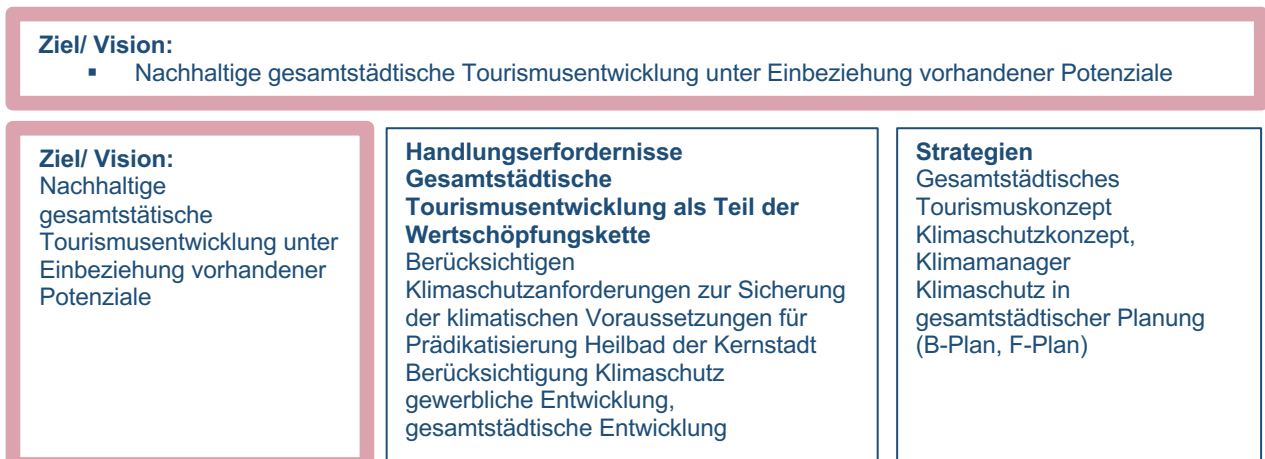 Ziel/ Vision:
▪ Nachhaltige gesamtstädtische Tourismusentwicklung unter Einbeziehung vorhandener Potenziale
Ziel/ Vision:
Nachhaltige
gesamtstätische
Tourismusentwicklung unter
Einbeziehung vorhandener
Potenziale
Handlungserfordernisse
Gesamtstädtische
Tourismusentwicklung als Teil der
Wertschöpfungskette
Berücksichtigen
Klimaschutzanforderungen zur Sicherung
der klimatischen Voraussetzungen für
Prädikatisierung Heilbad der Kernstadt
Berücksichtigung Klimaschutz
gewerbliche Entwicklung,
gesamtstädtische Entwicklung
Strategien
Gesamtstädtisches
Tourismuskonzept
Klimaschutzkonzept,
Klimamanager
Klimaschutz in
gesamtstädtischer Planung
(B-Plan, F-Plan)